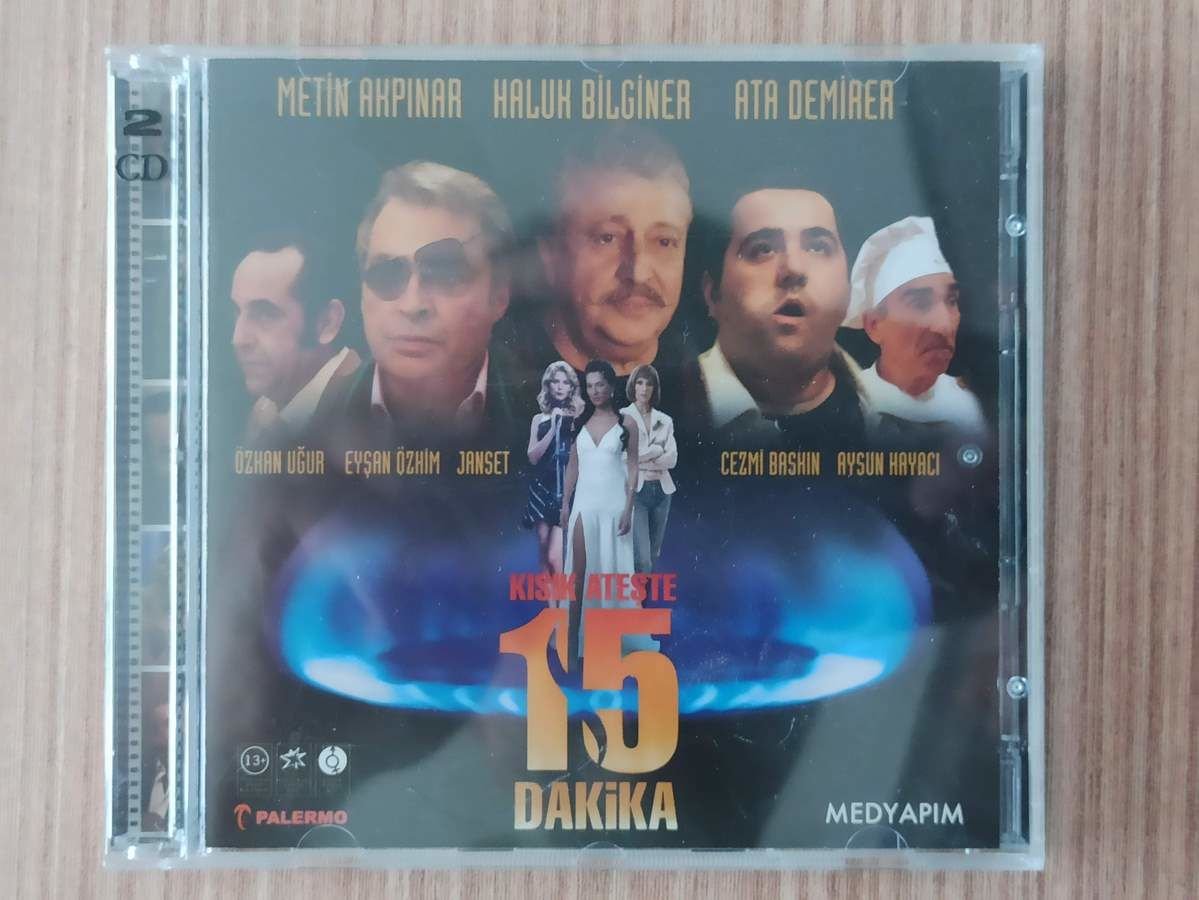 2
CD
METİN AKPINAR HALUK BİLGİNER ATA DEMİRER
ÖZKAN UĞUR EYŞAN ÖZHİM JANSET CEZMİ BASKIN AYSUN KAYACI
KISIK ATEŞTE
15
DAKİKA
13+
PALERMO
MEDYAPIM